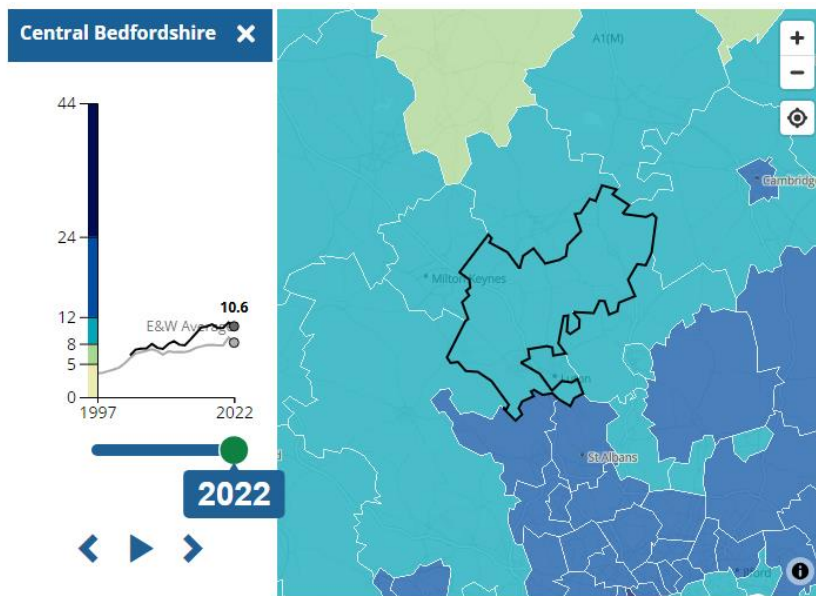 Central Bedfordshire ×
44
24
12
8
5
0
10.6
E&W Average
1997
2022
2022
A1(M)
+
−
Cambridge
Milton Keynes
Luton
St Albans
Ilford
i